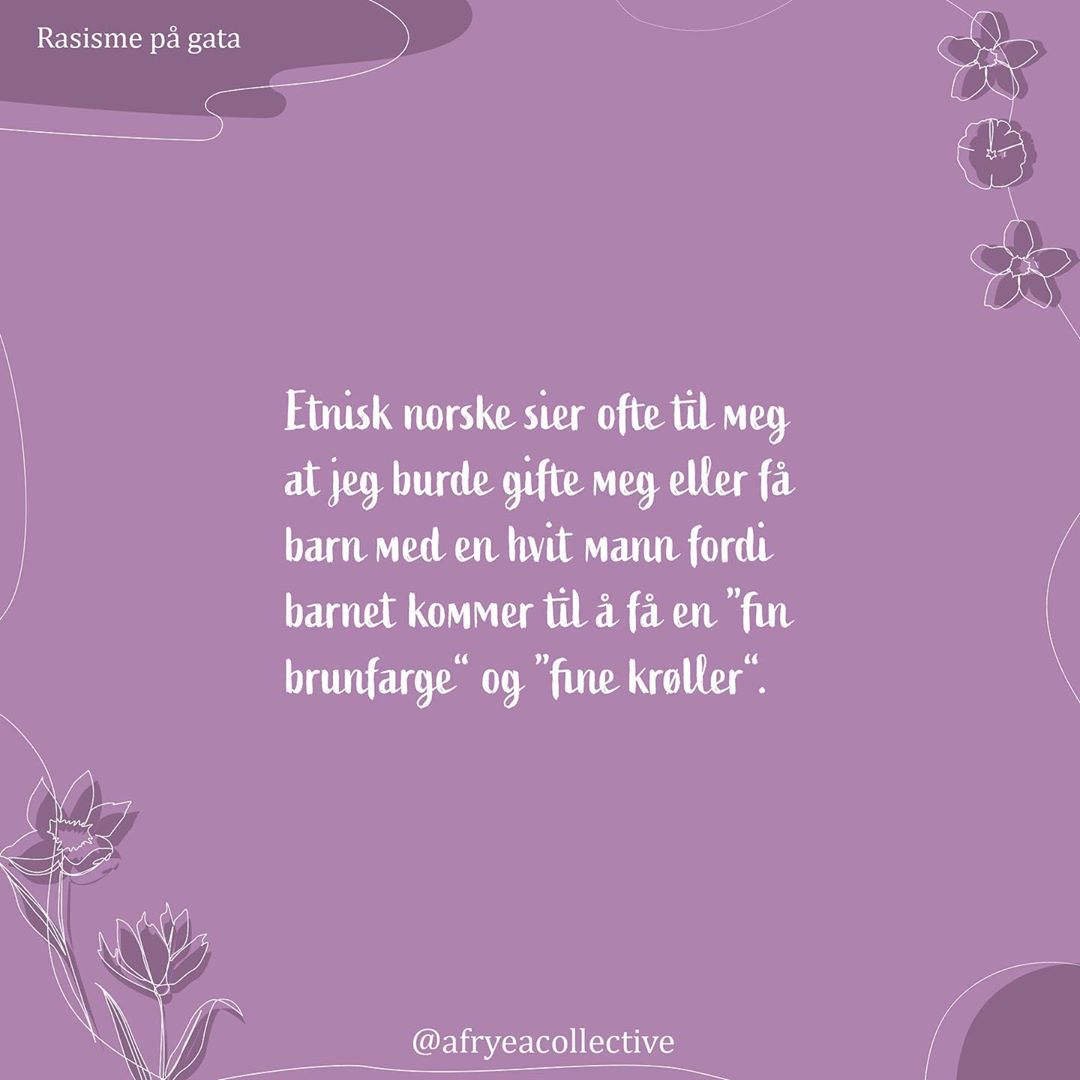 Rasisme på gata
Etnisk norske sier ofte til meg
at jeg burde gifte meg eller få
barn med en hvit mann fordi
barnet kommer til å få en ”fin
brunfarge“ og ”fine krøller“.
@afryeacollective